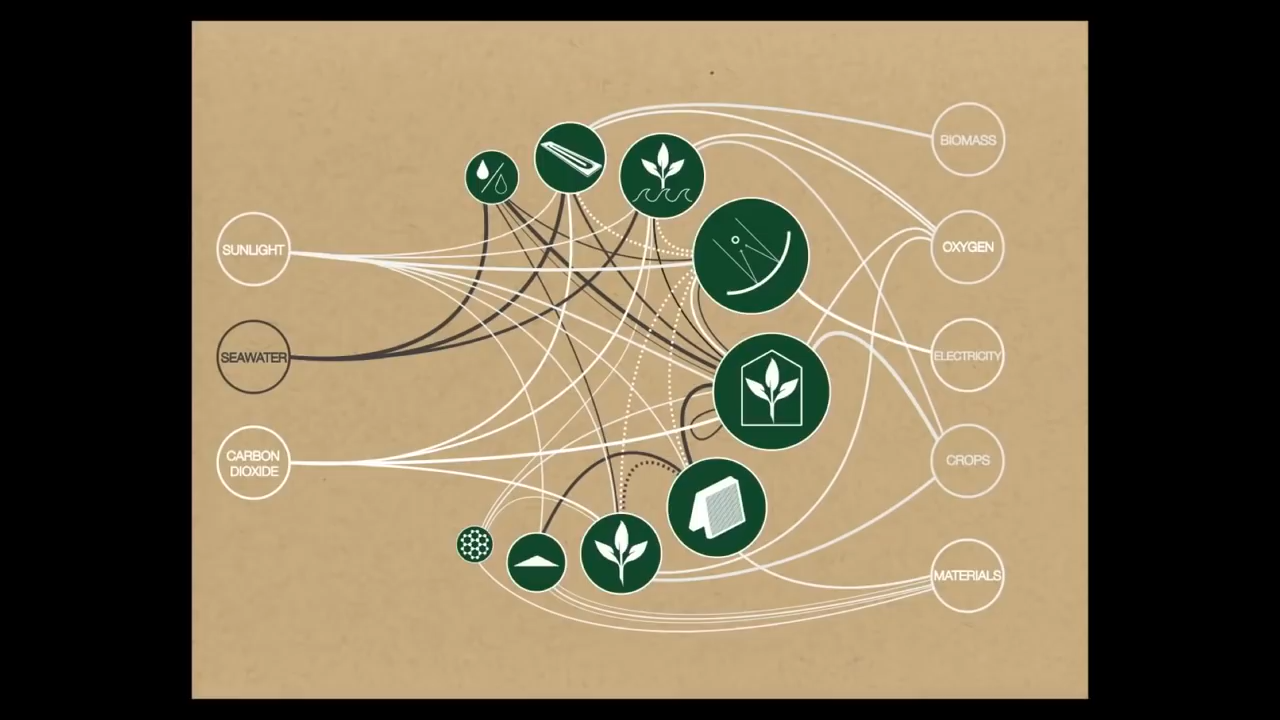 SUNLIGHT
SEAWATER
CARBON
DIOXIDE
BIOMASS
OXYGEN
ELECTRICITY
CROPS
MATERIALS